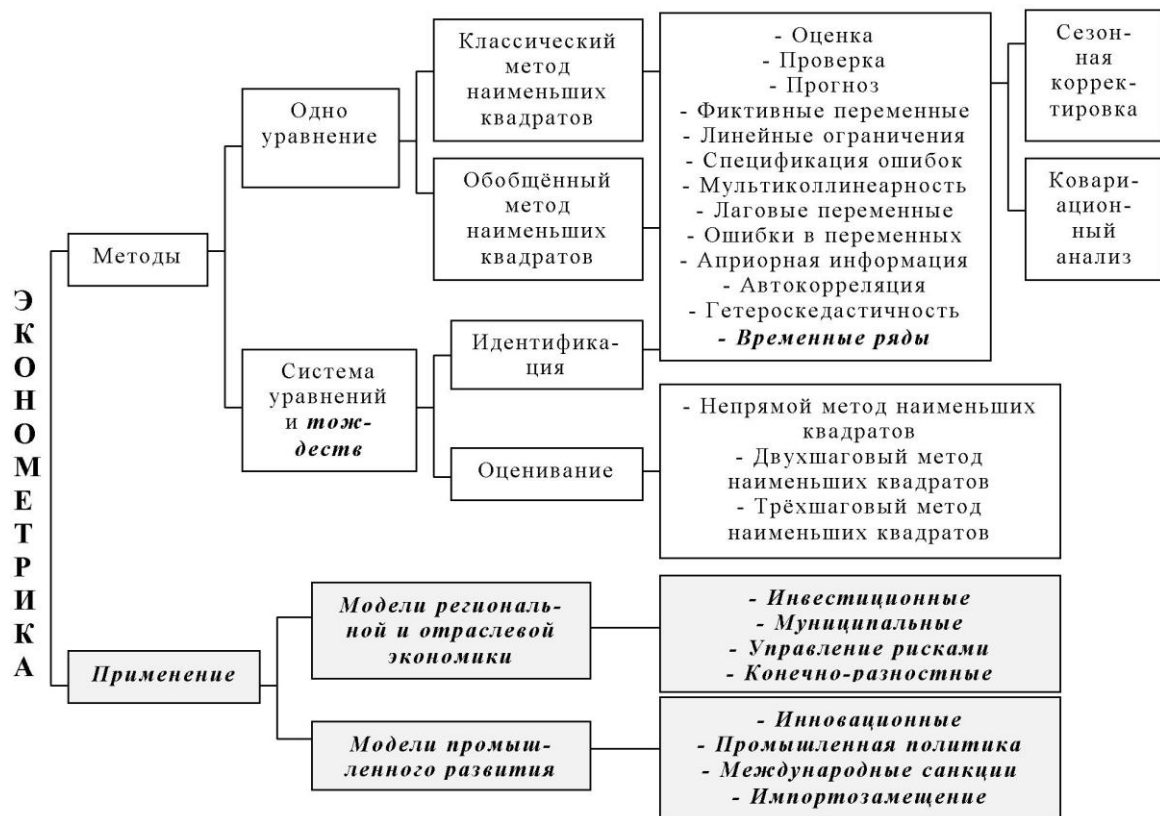 ЭКОНОМЕТРИКА
Методы
Одно
уравнение
Классический
метод
наименьших
квадратов
Обобщённый
метод
наименьших
квадратов
- Оценка
- Проверка
- Прогноз
- Фиктивные переменные
- Линейные ограничения
- Спецификация ошибок
- Мультиколлинеарность
- Лаговые переменные
- Ошибки в переменных
- Априорная информация
- Автокорреляция
- Гетероскедастичность
- Временные ряды
Сезон-
ная
коррек-
тировка
Ковари-
ацион-
ный
анализ
Система
уравнений
и тож-
деств
Идентифика-
ция
Оценивание
- Непрямой метод наименьших
квадратов
- Двухшаговый метод
наименьших квадратов
- Трёхшаговый метод
наименьших квадратов
Применение
Модели региональ-
ной и отраслевой
экономики
- Инвестиционные
- Муниципальные
- Управление рисками
- Конечно-разностные
Модели промыш-
ленного развития
- Инновационные
- Промышленная политика
- Международные санкции
- Импортозамещение